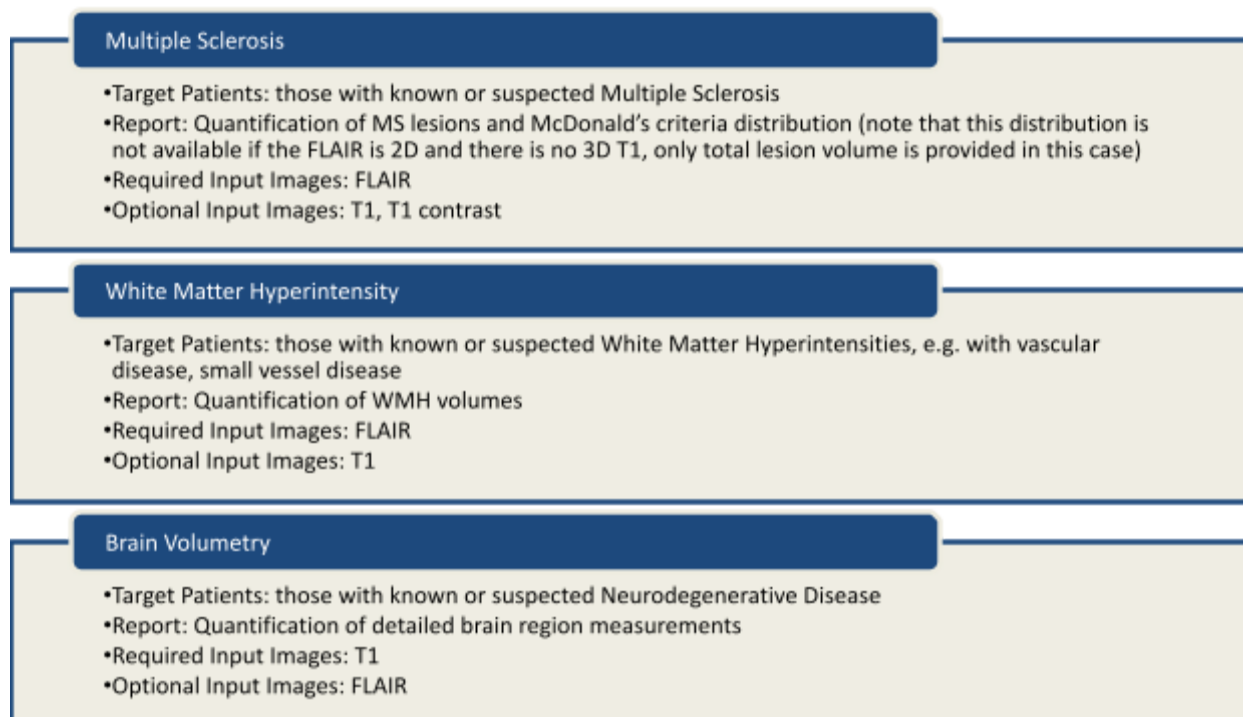 Multiple Sclerosis
•Target Patients: those with known or suspected Multiple Sclerosis
•Report: Quantification of MS lesions and McDonald's criteria distribution (note that this distribution is
not available if the FLAIR is 2D and there is no 3D T1, only total lesion volume is provided in this case)
•Required Input Images: FLAIR
•Optional Input Images: T1, T1 contrast
White Matter Hyperintensity
•Target Patients: those with known or suspected White Matter Hyperintensities, e.g. with vascular
disease, small vessel disease
•Report: Quantification of WMH volumes
•Required Input Images: FLAIR
•Optional Input Images: T1
Brain Volumetry
•Target Patients: those with known or suspected Neurodegenerative Disease
•Report: Quantification of detailed brain region measurements
•Required Input Images: T1
•Optional Input Images: FLAIR